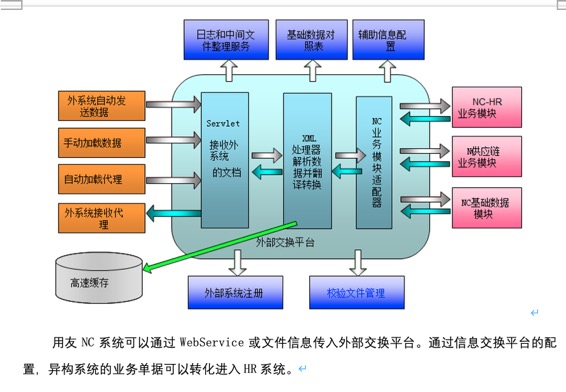 日志和中间文
件整理服务
基础数据对
照表
辅助信息配
置
外系统自动发
送数据
手动加载数据
自动加载代理
外系统接收代
理
高速缓存
Servlet
接收外
系统
的文档
XML
处理器
解析数
据并翻
译转换
NC
业
务
模
块
适
配
器
外部交换平台
NC-HR
业务模块
N供应链
业务模块
NC基础数据
模块
外部系统注册
校验文件管理
用友 NC 系统可以通过 WebService 或文件信息传入外部交换平台。通过信息交换平台的配
置，异构系统的业务单据可以转化进入 HR 系统。